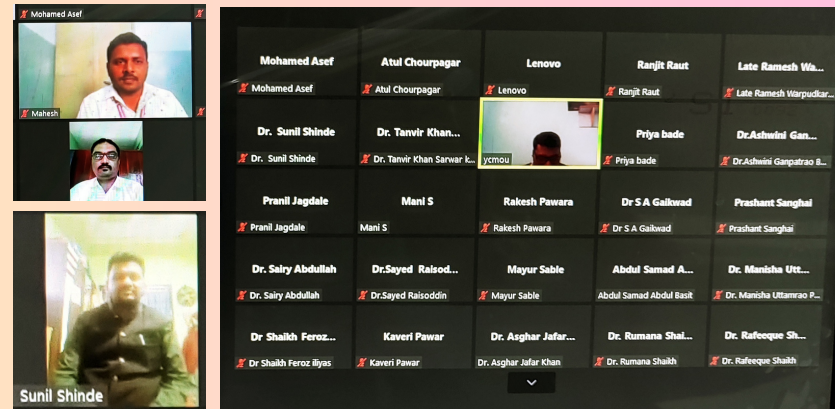 Mohamed Asef
Mahesh
Sunil Shinde
Mohamed Asef
Mohamed Asef
Atul Chourpagar
Atul Chourpagar
Lenovo
Lenovo
Ranjit Raut
Ranjit Raut
Late Ramesh Wa...
Late Ramesh Warpudkar...
Dr. Sunil Shinde
Dr. Sunil Shinde
Dr. Tanvir Khan...
Dr. Tanvir Khan Sarwar k...
ycmou
Priya bade
Priya bade
Dr.Ashwini Gan...
Dr.Ashwini Ganpatrao B...
Pranil Jagdale
Pranil Jagdale
Mani S
Mani S
Rakesh Pawara
Rakesh Pawara
Dr S A Gaikwad
Dr S A Gaikwad
Prashant Sanghai
Prashant Sanghai
Dr. Sairy Abdullah
Dr. Sairy Abdullah
Dr.Sayed Raisod...
Dr.Sayed Raisoddin
Mayur Sable
Mayur Sable
Abdul Samad A...
Abdul Samad Abdul Basit
Dr. Manisha Utt...
Dr. Manisha Uttamrao P...
Dr Shaikh Feroz...
Dr Shaikh Feroz iliyas
Kaveri Pawar
Kaveri Pawar
Dr. Asghar Jafar...
Dr. Asghar Jafar Khan
Dr. Rumana Shai...
Dr. Rumana Shaikh
Dr. Rafeeque Sh...
Dr. Rafeeque Shaikh